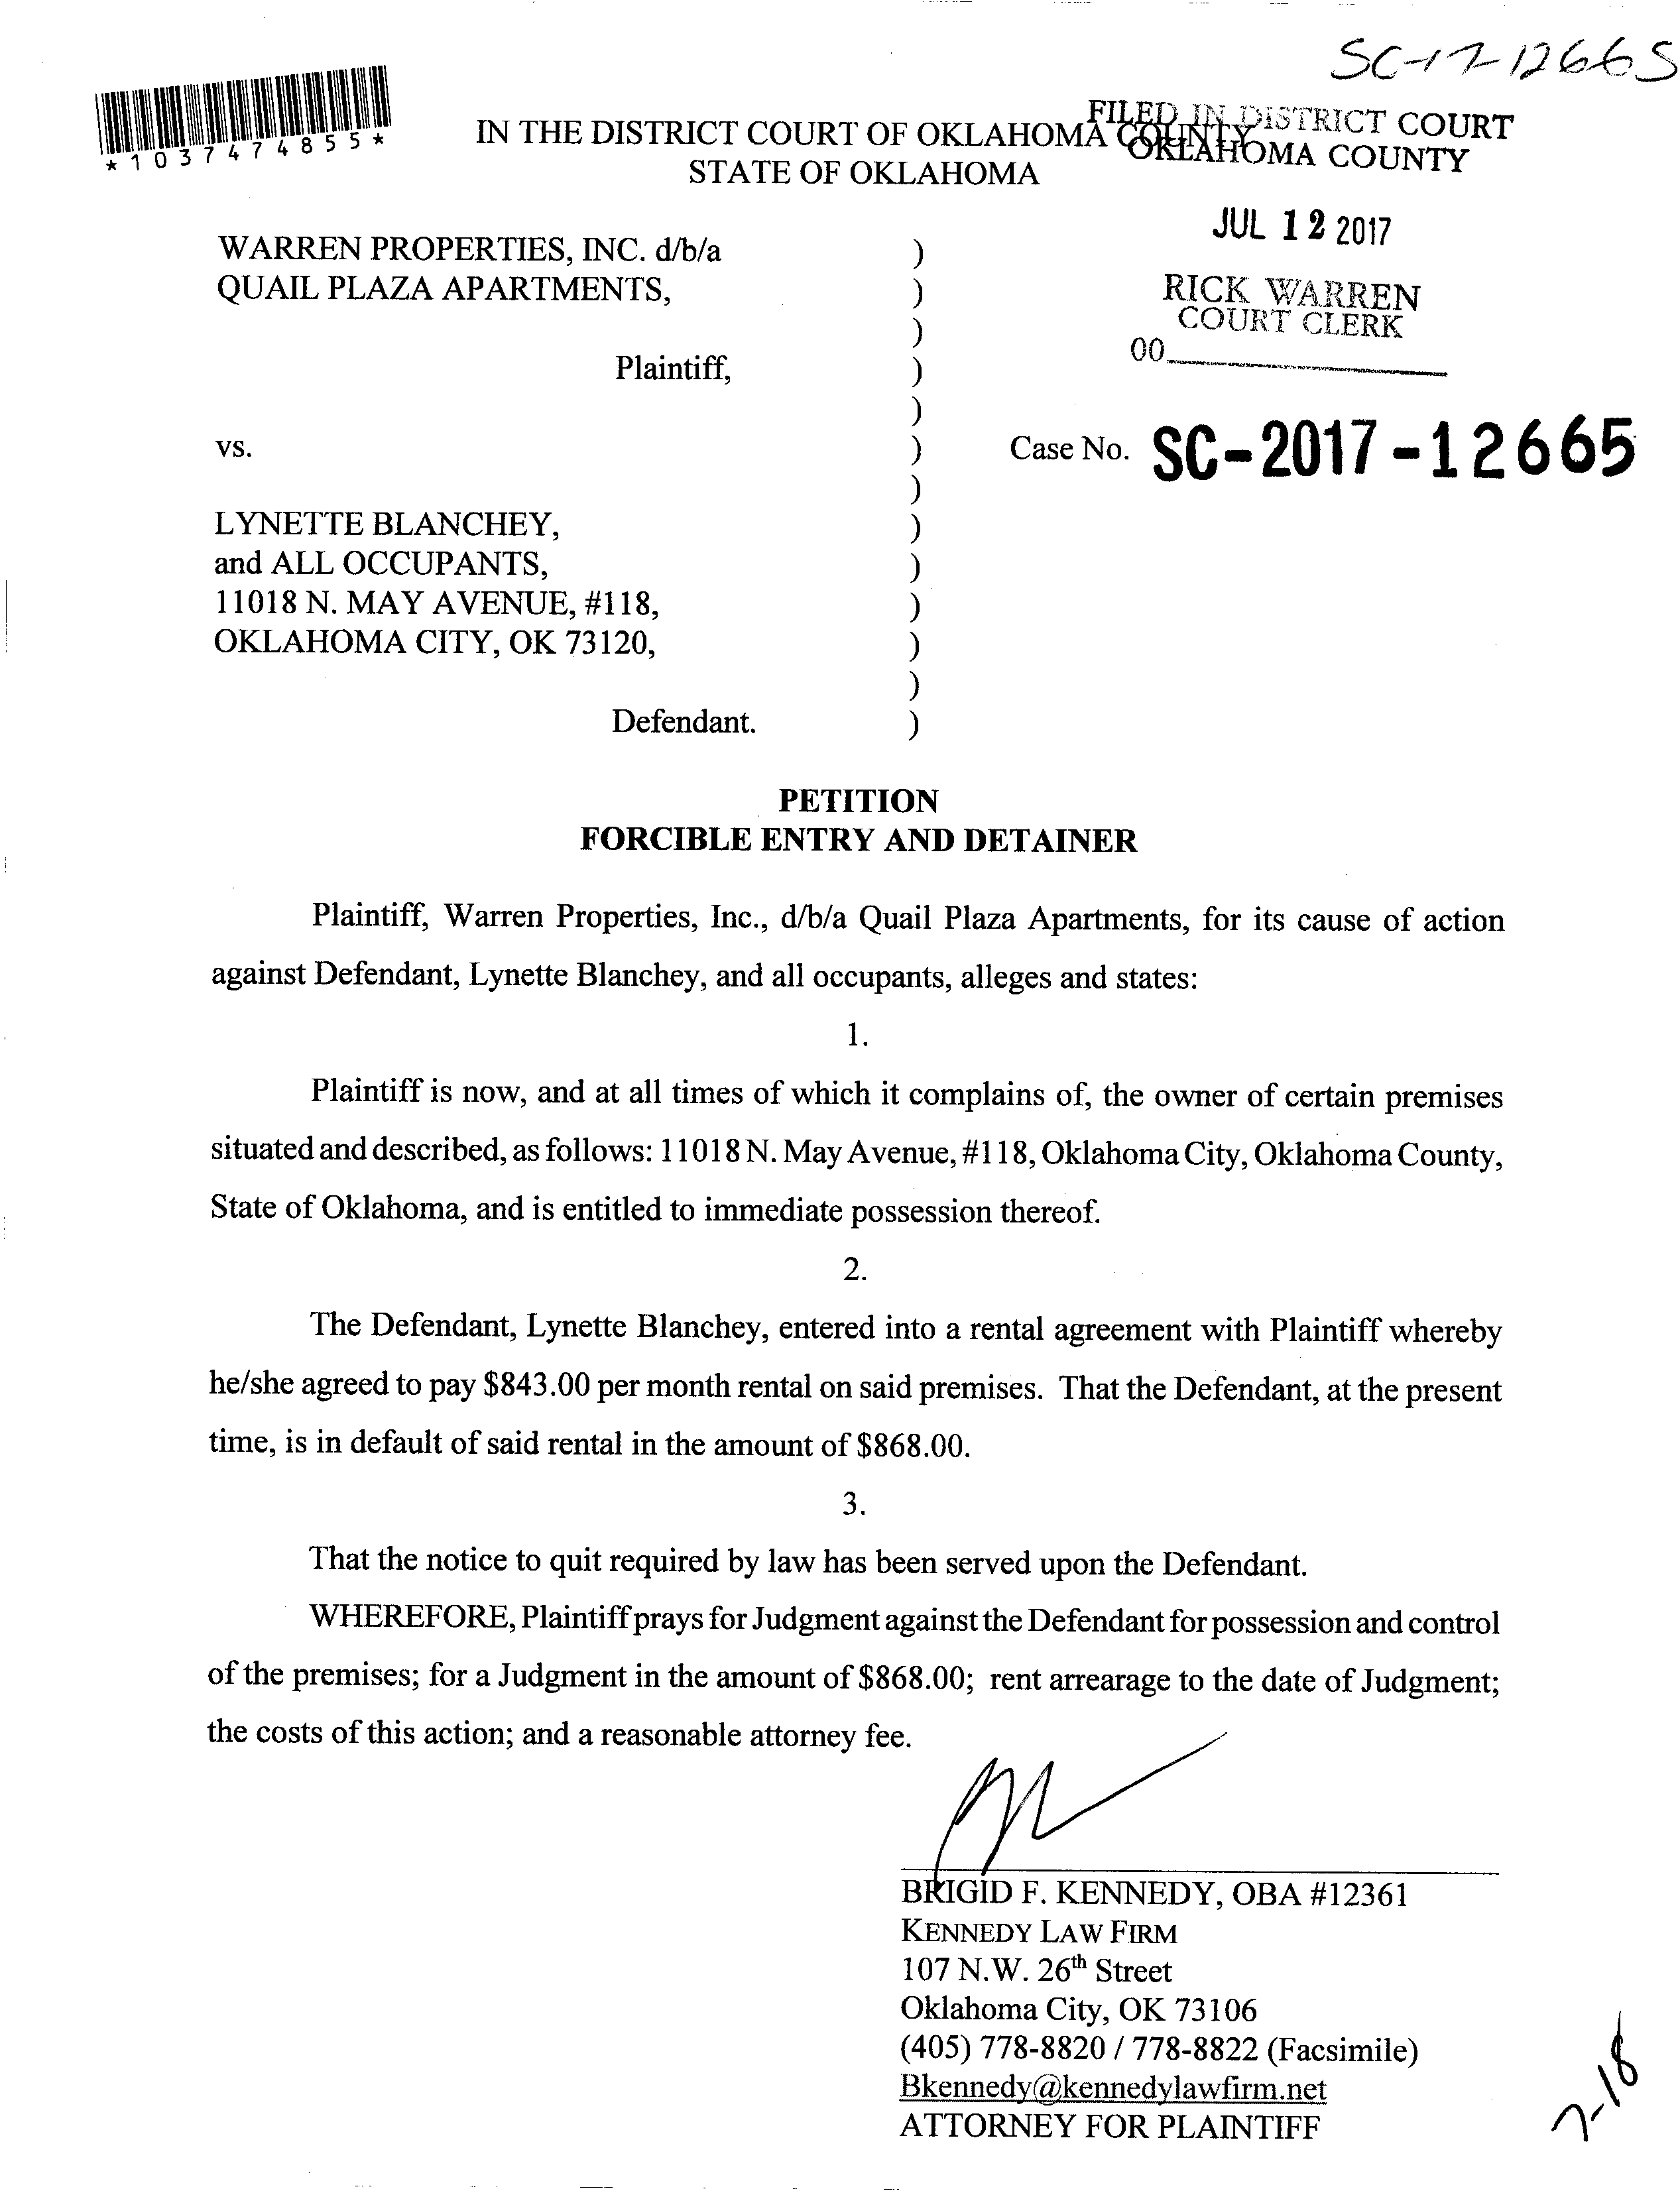 SC-17-12665
*1037474855*
FILED IN DISTRICT COURT
OKLAHOMA COUNTY
IN THE DISTRICT COURT OF OKLAHOMA COUNTY
STATE OF OKLAHOMA
JUL 12 2017
RICK WARREN
COURT CLERK
00
WARREN PROPERTIES, INC. d/b/a )
QUAIL PLAZA APARTMENTS, )
)
Plaintiff, )
)
vs. ) Case No. SC-2017-12665
)
LYNETTE BLANCHEY, )
and ALL OCCUPANTS, )
11018 N. MAY AVENUE, #118, )
OKLAHOMA CITY, OK 73120, )
)
Defendant. )
PETITION
FORCIBLE ENTRY AND DETAINER
Plaintiff, Warren Properties, Inc., d/b/a Quail Plaza Apartments, for its cause of action
against Defendant, Lynette Blanchey, and all occupants, alleges and states:
1.
Plaintiff is now, and at all times of which it complains of, the owner of certain premises
situated and described, as follows: 11018 N. May Avenue, #118, Oklahoma City, Oklahoma County,
State of Oklahoma, and is entitled to immediate possession thereof.
2.
The Defendant, Lynette Blanchey, entered into a rental agreement with Plaintiff whereby
he/she agreed to pay $843.00 per month rental on said premises. That the Defendant, at the present
time, is in default of said rental in the amount of $868.00.
3.
That the notice to quit required by law has been served upon the Defendant.
WHEREFORE, Plaintiff prays for Judgment against the Defendant for possession and control
of the premises; for a Judgment in the amount of $868.00; rent arrearage to the date of Judgment;
the costs of this action; and a reasonable attorney fee.
BRIGID F. KENNEDY, OBA #12361
KENNEDY LAW FIRM
107 N.W. 26th Street
Oklahoma City, OK 73106
(405) 778-8820 / 778-8822 (Facsimile)
Bkennedy@kennedylawfirm.net
ATTORNEY FOR PLAINTIFF
7-18